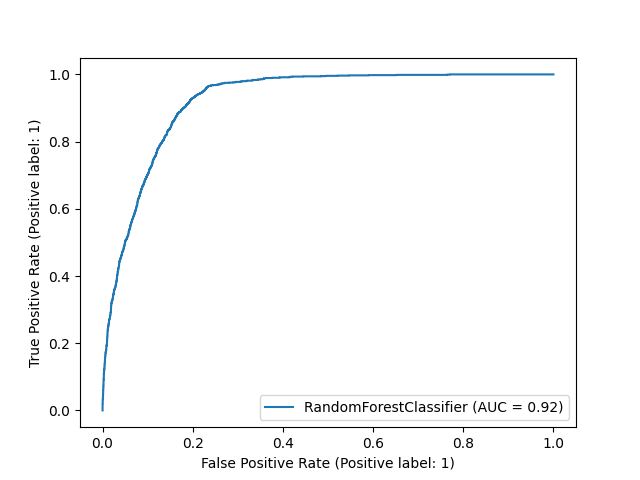 1.0
0.8
0.6
0.4
0.2
0.0
True Positive Rate (Positive label: 1)
RandomForestClassifier (AUC = 0.92)
0.0 0.2 0.4 0.6 0.8 1.0
False Positive Rate (Positive label: 1)